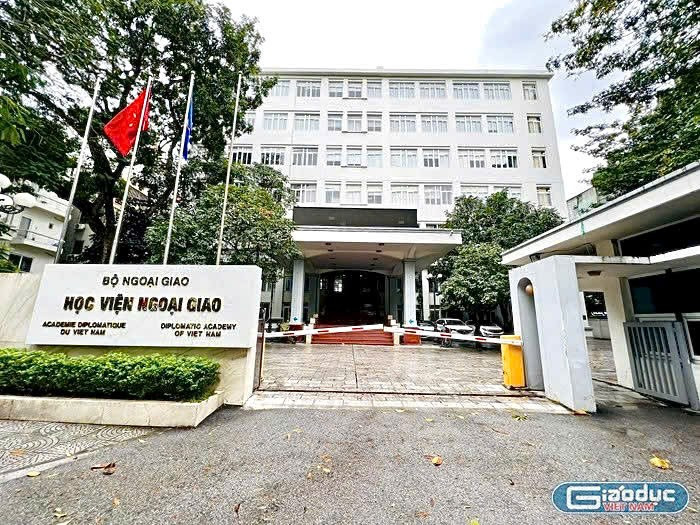 BỘ NGOẠI GIAO
HỌC VIỆN NGOẠI GIAO
ACADEMIE DIPLOMATIQUE
DU VIET NAM
DIPLOMATIC ACADEMY
OF VIET NAM
Giáodục
VIỆT NAM